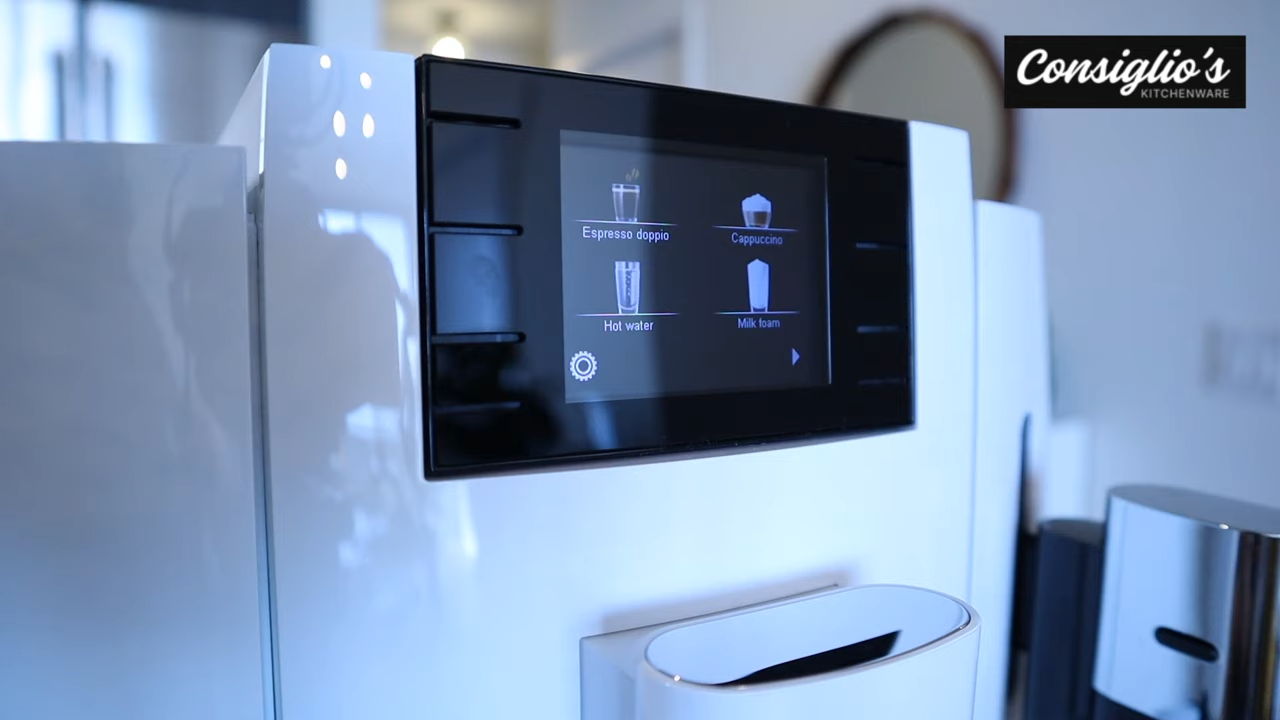 Consiglio's
KITCHENWARE
Espresso doppio
Cappuccino
Hot water
Milk foam